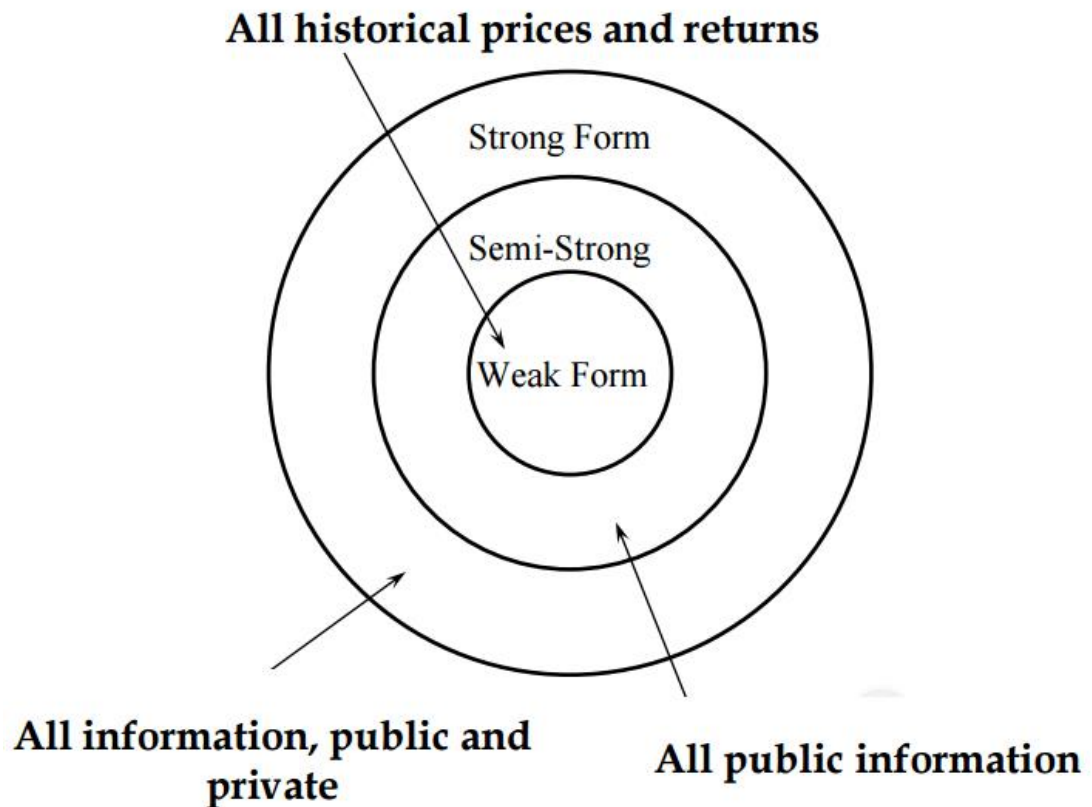 All historical prices and returns
Strong Form
Semi-Strong
Weak Form
All information, public and
private
All public information